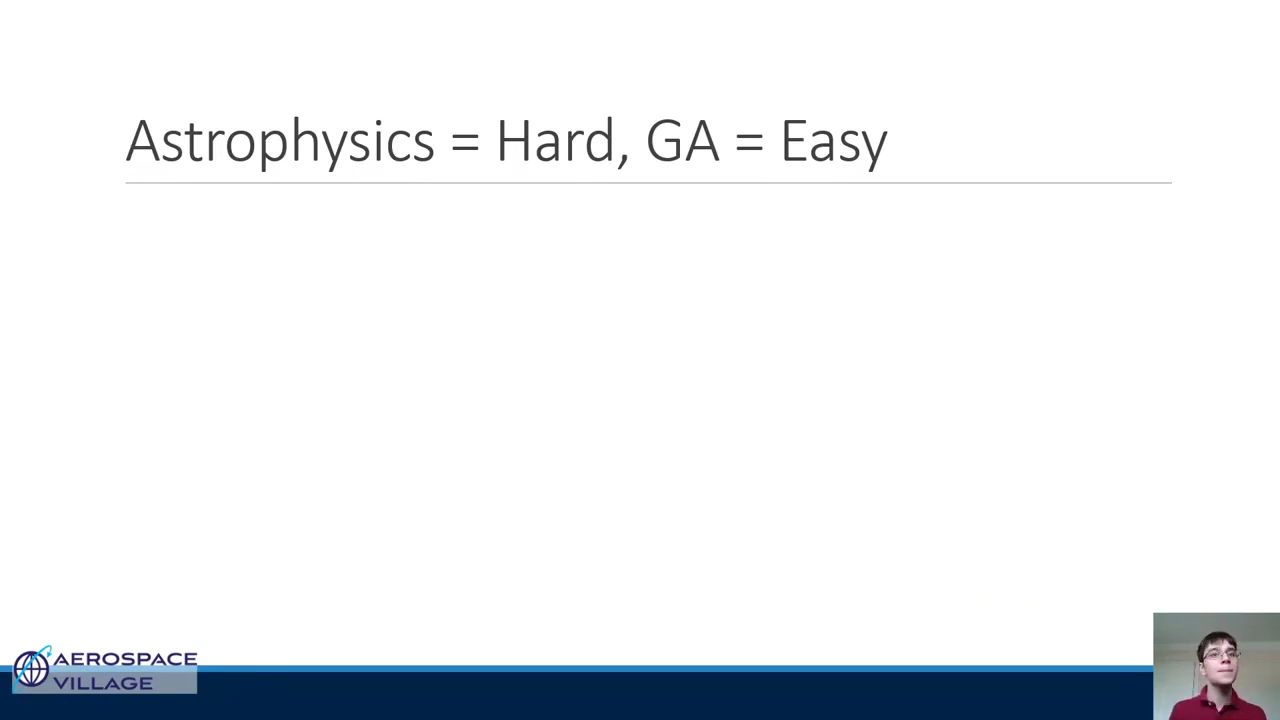 Astrophysics = Hard, GA = Easy
AEROSPACE
VILLAGE